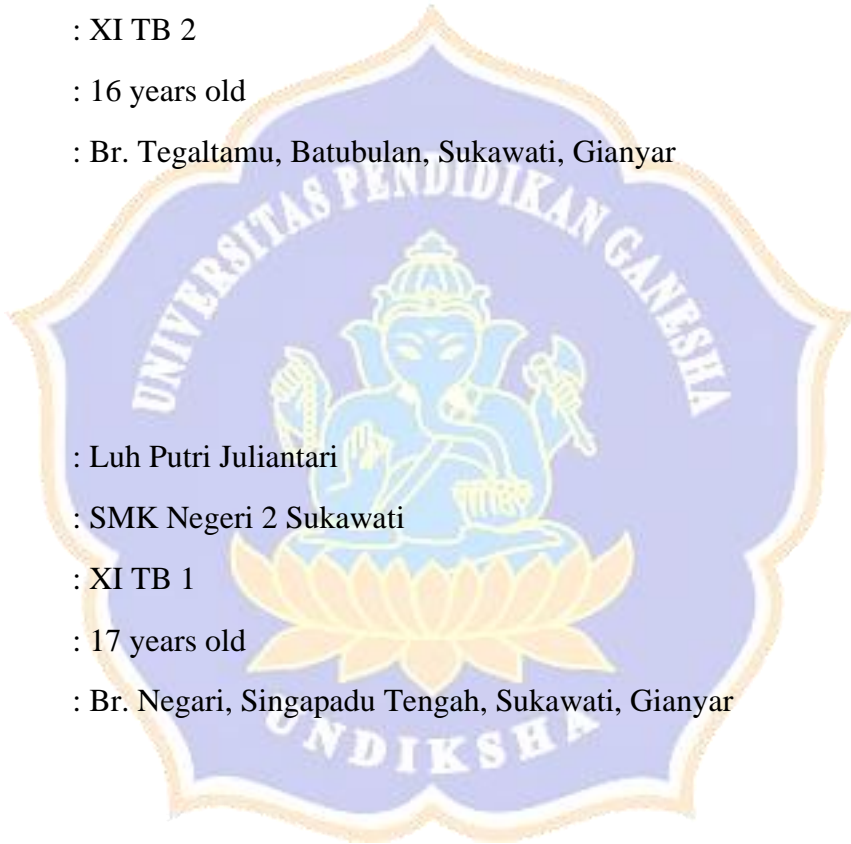 : XI TB 2
: 16 years old
: Br. Tegaltamu, Batubulan, Sukawati, Gianyar
UNIVERSITAS PENDIDIKAN GANESHA
: Luh Putri Juliantari
: SMK Negeri 2 Sukawati
: XI TB 1
: 17 years old
: Br. Negari, Singapadu Tengah, Sukawati, Gianyar
UNDIKSHA